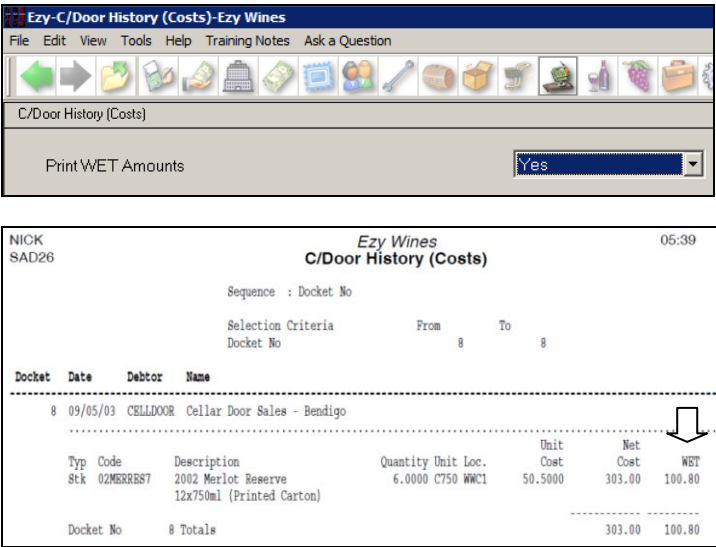 Ezy-C/Door History (Costs)-Ezy Wines
File Edit View Tools Help Training Notes Ask a Question
C/Door History (Costs)
Print WET Amounts Yes
NICK Ezy Wines 05:39
SAD26 C/Door History (Costs)
Sequence : Docket No
Selection Criteria From To
Docket No 8 8
Docket Date Debtor Name
8 09/05/03 CELLDOOR Cellar Door Sales - Bendigo
Unit Net
Typ Code Description Quantity Unit Loc. Cost Cost WET
Stk 02MERRES7 2002 Merlot Reserve 6.0000 C750 WWC1 50.5000 303.00 100.80
12x750ml (Printed Carton)
Docket No 8 Totals 303.00 100.80